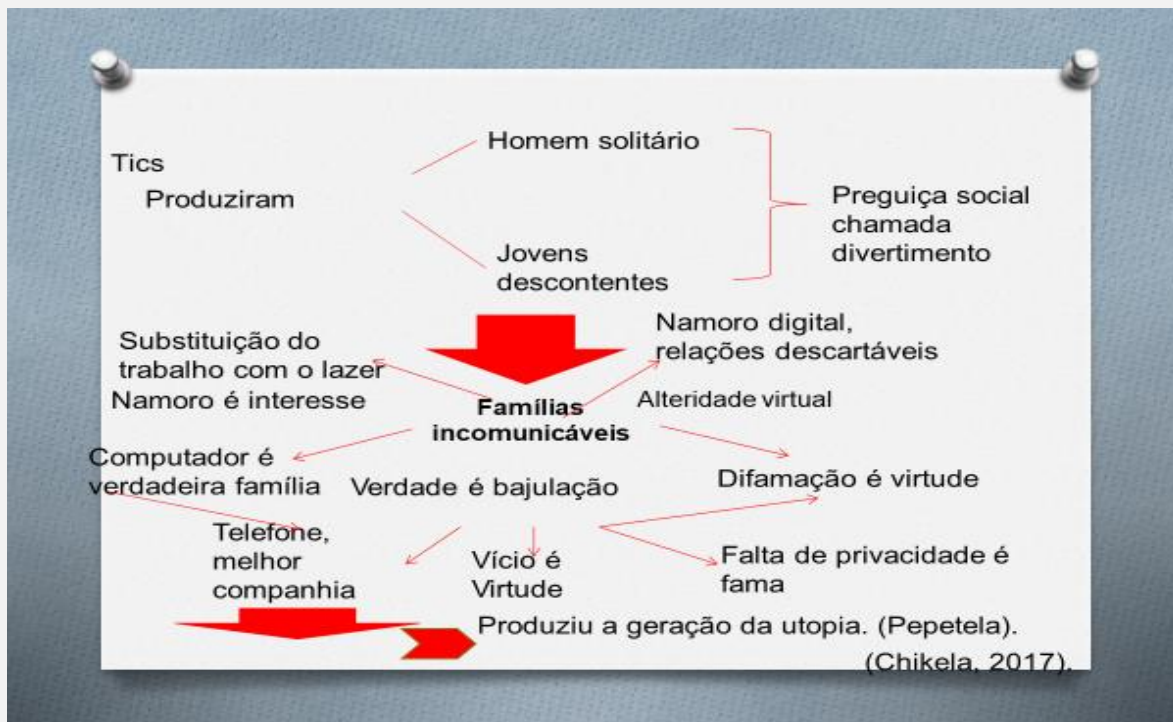 Tics
Produziram
Homem solitário
Jovens
descontentes
Preguiça social
chamada
divertimento
Substituição do
trabalho com o lazer
Namoro é interesse
Namoro digital,
relações descartáveis
Alteridade virtual
Famílias
incomunicáveis
Computador é
verdadeira família
Verdade é bajulação
Difamação é virtude
Telefone,
melhor
companhia
Vício é
Virtude
Falta de privacidade é
fama
Produziu a geração da utopia. (Pepetela).
(Chikela, 2017).